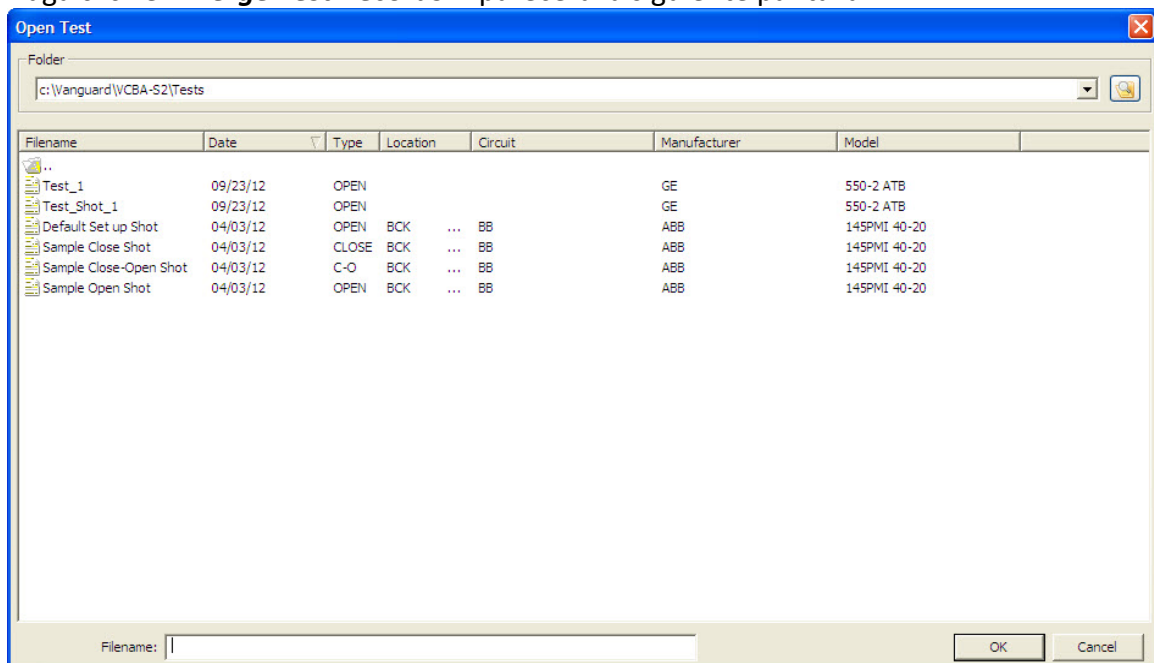 Open Test
Folder
c:\Vanguard\VCBA-S2\Tests
Filename Date Type Location Circuit Manufacturer Model
..
Test_1 09/23/12 OPEN GE 550-2 ATB
Test_Shot_1 09/23/12 OPEN GE 550-2 ATB
Default Set up Shot 04/03/12 OPEN BCK ... BB ABB 145PMI 40-20
Sample Close Shot 04/03/12 CLOSE BCK ... BB ABB 145PMI 40-20
Sample Close-Open Shot 04/03/12 C-O BCK ... BB ABB 145PMI 40-20
Sample Open Shot 04/03/12 OPEN BCK ... BB ABB 145PMI 40-20
Filename:
OK Cancel